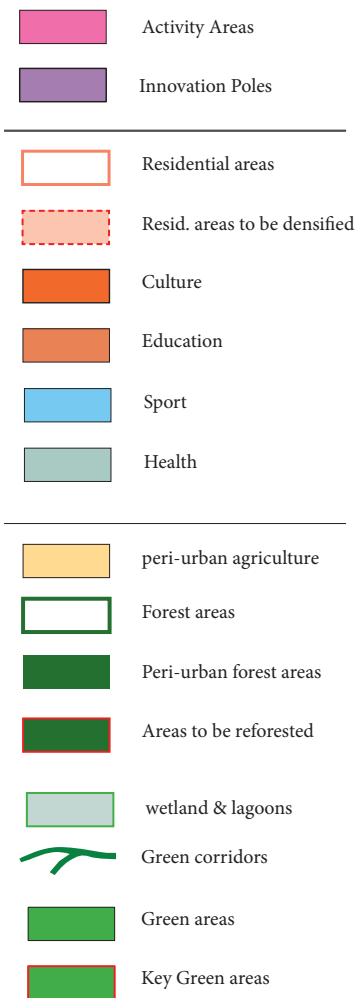 Activity Areas
Innovation Poles
Residential areas
Resid. areas to be densified
Culture
Education
Sport
Health
peri-urban agriculture
Forest areas
Peri-urban forest areas
Areas to be reforested
wetland & lagoons
Green corridors
Green areas
Key Green areas